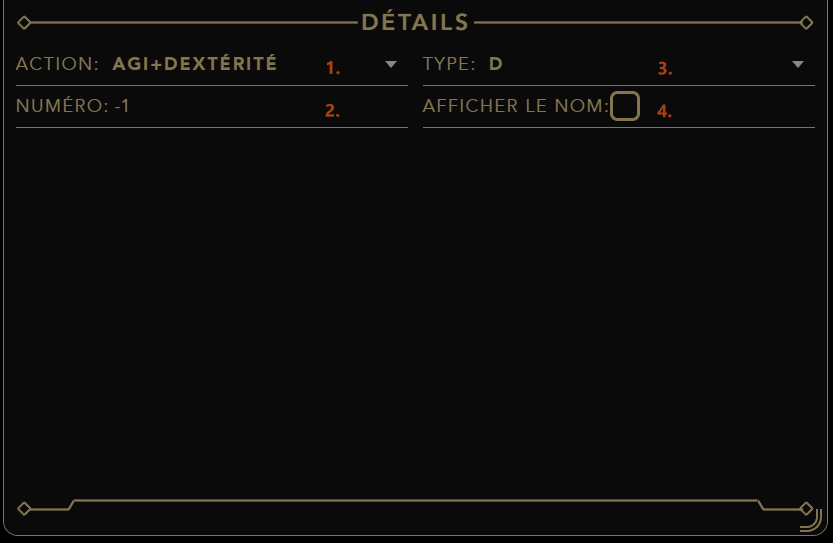 DÉTAILS
ACTION: AGI+DEXTÉRITÉ 1.
TYPE: D 3.
NUMÉRO: -1 2.
AFFICHER LE NOM: 4.